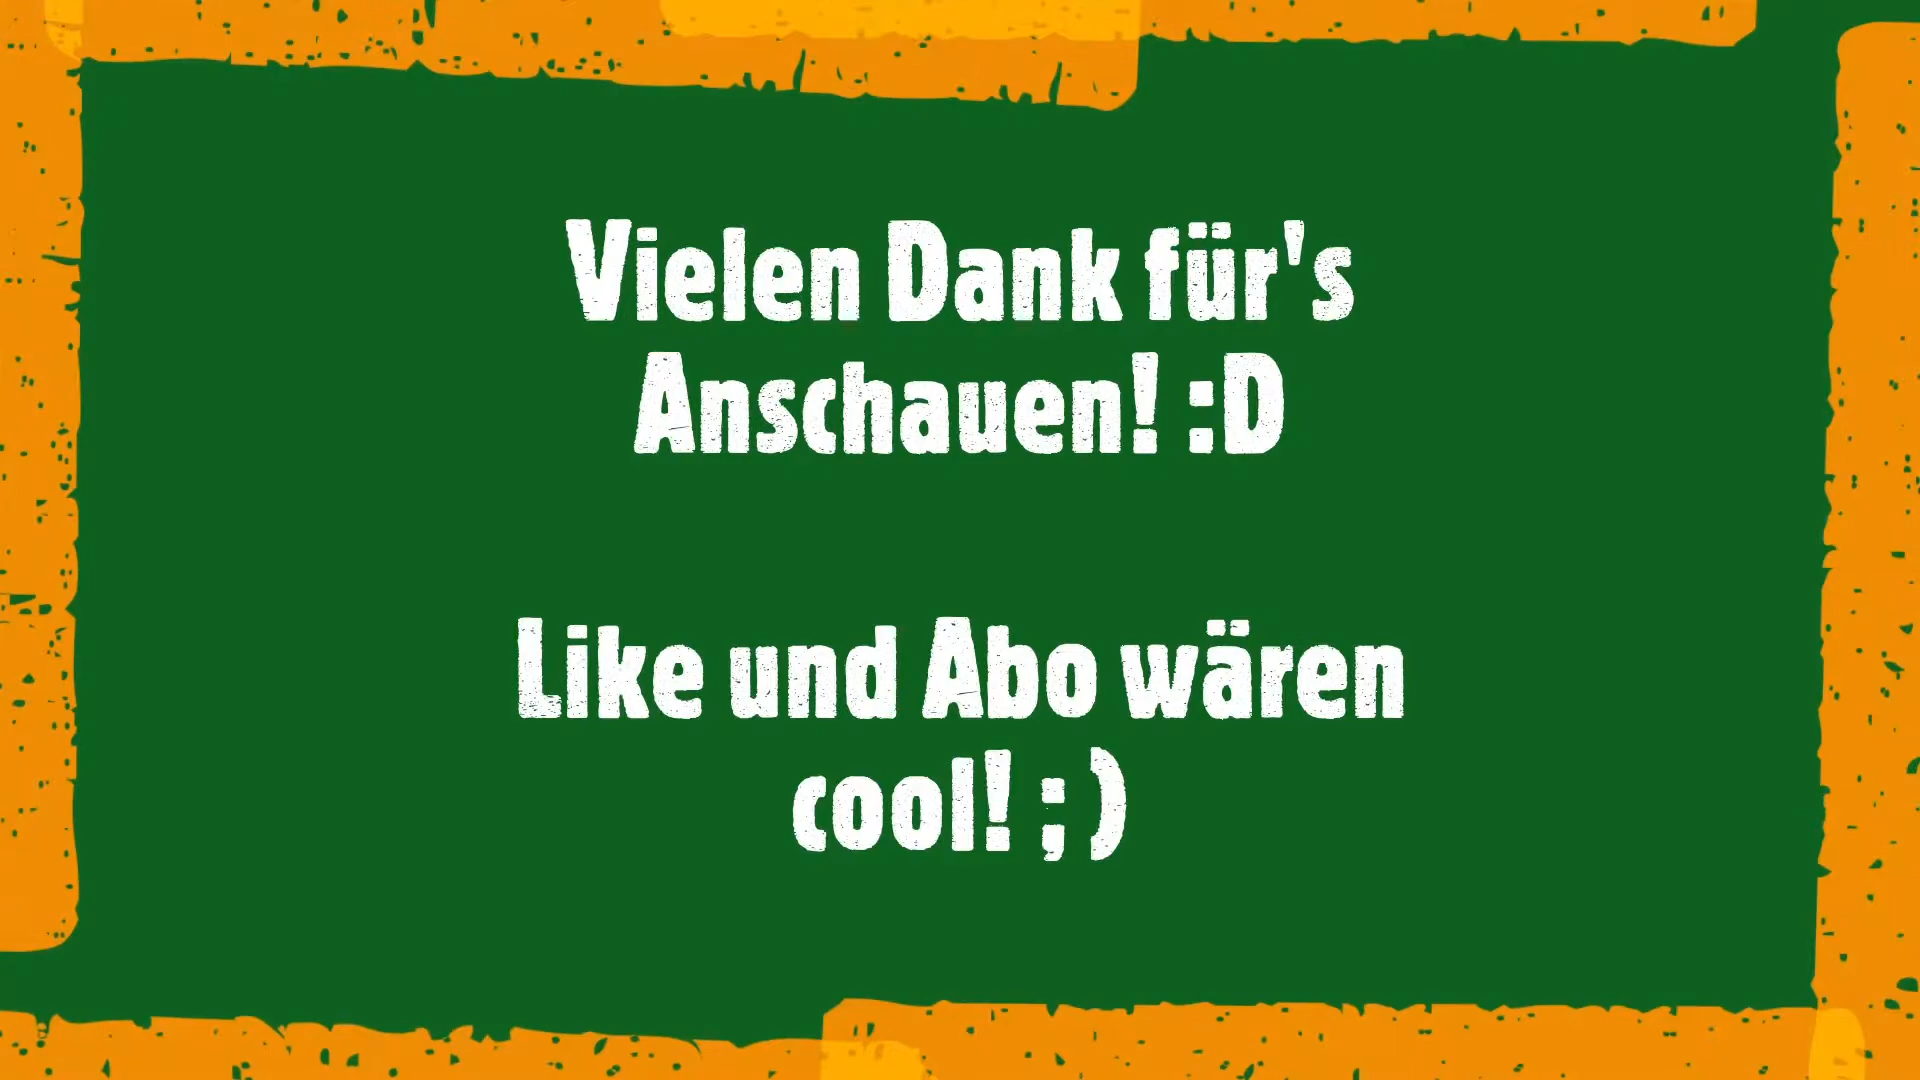 Vielen Dank für's
Anschauen! :D
Like und Abo wären
cool! ; )